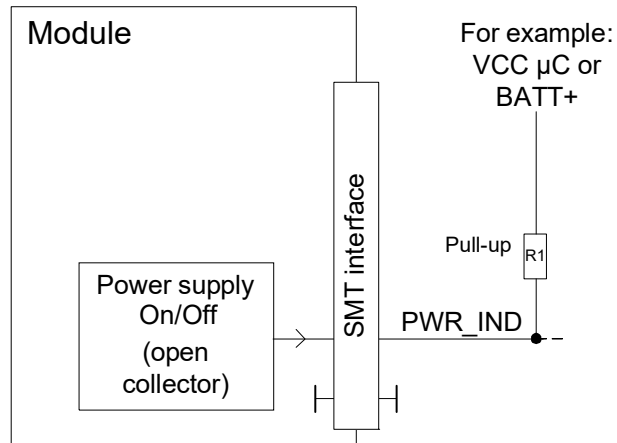 Module
For example:
VCC µC or
BATT+
Pull-up
R1
SMT interface
Power supply
On/Off
(open
collector)
PWR_IND